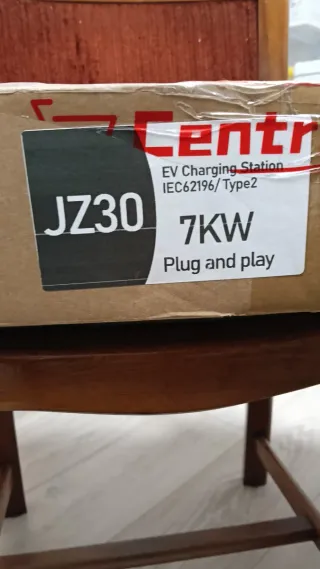 Centr
EV Charging Station
IEC62196/Type2
JZ30
7KW
Plug and play